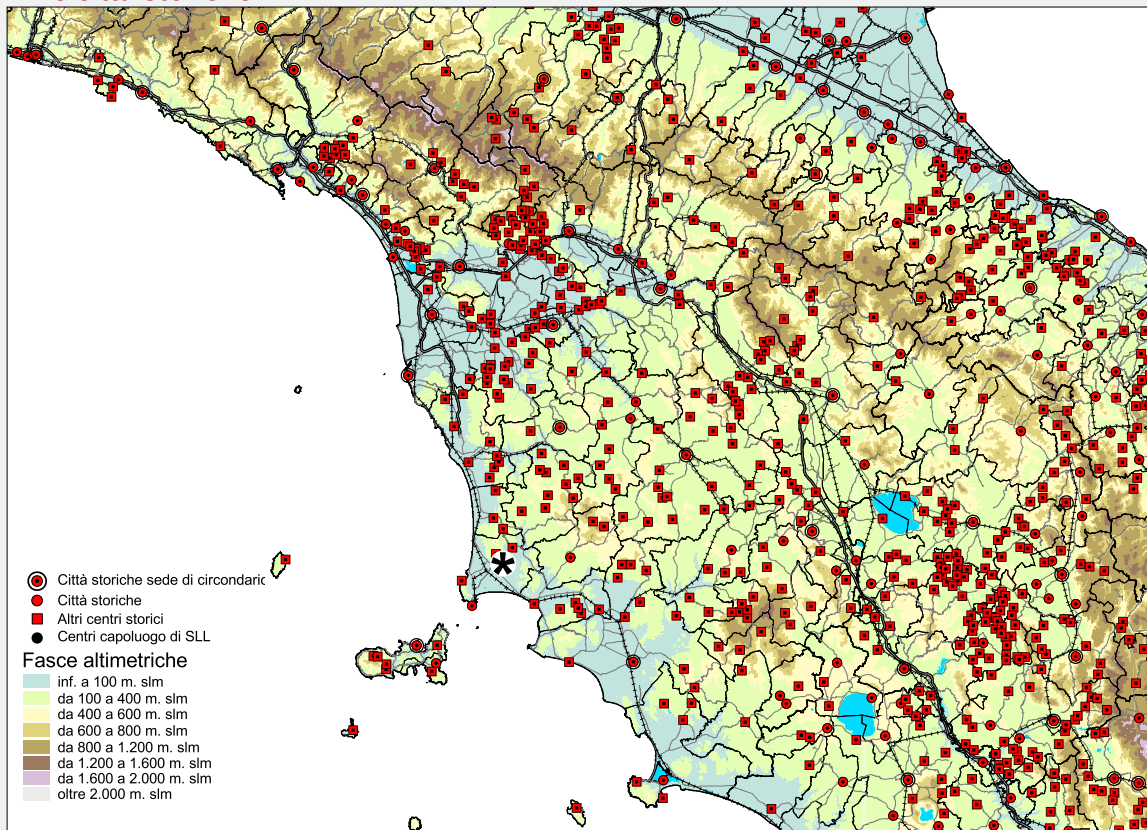 Città storiche sede di circondario
Città storiche
Altri centri storici
Centri capoluogo di SLL
Fasce altimetriche
inf. a 100 m. slm
da 100 a 400 m. slm
da 400 a 600 m. slm
da 600 a 800 m. slm
da 800 a 1.200 m. slm
da 1.200 a 1.600 m. slm
da 1.600 a 2.000 m. slm
oltre 2.000 m. slm
*